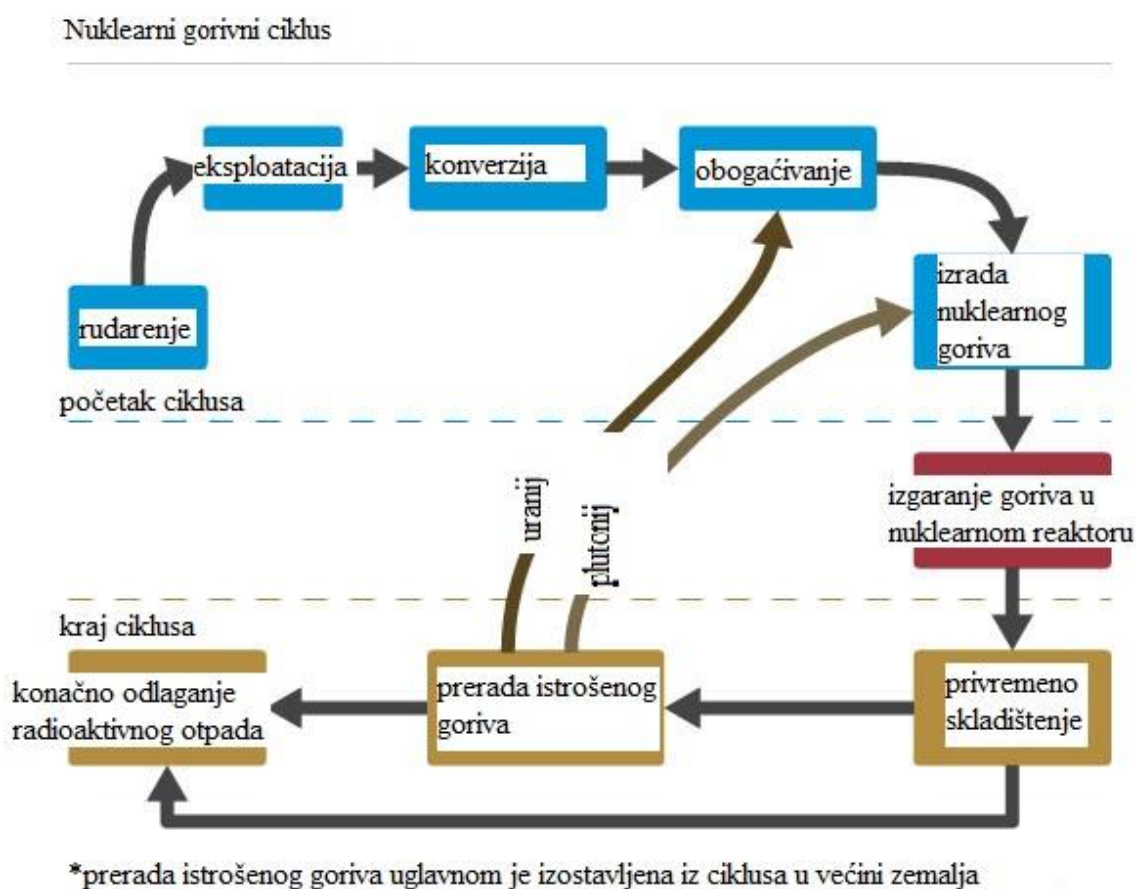 Nuklearni gorivni ciklus
eksploatacija
konverzija
obogaćivanje
rudarenje
izrada
nuklearnog
goriva
početak ciklusa
uranij
plutonij
izgaranje goriva u
nuklearnom reaktoru
kraj ciklusa
konačno odlaganje
radioaktivnog otpada
prerada istrošenog
goriva
privremeno
skladištenje
*prerada istrošenog goriva uglavnom je izostavljena iz ciklusa u većini zemalja